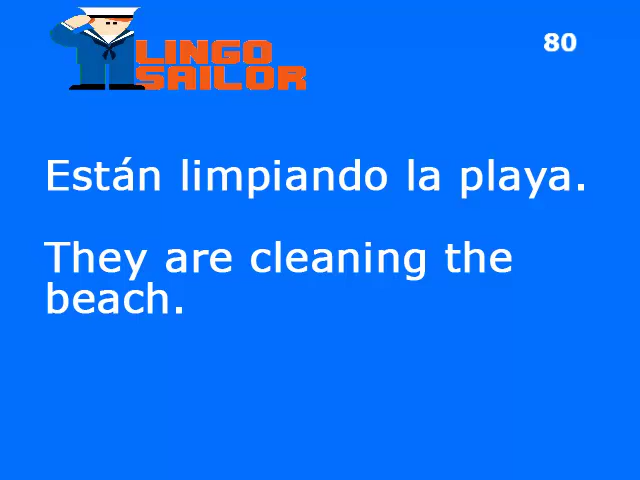 LINGO
SAILOR
80
Están limpiando la playa.
They are cleaning the
beach.